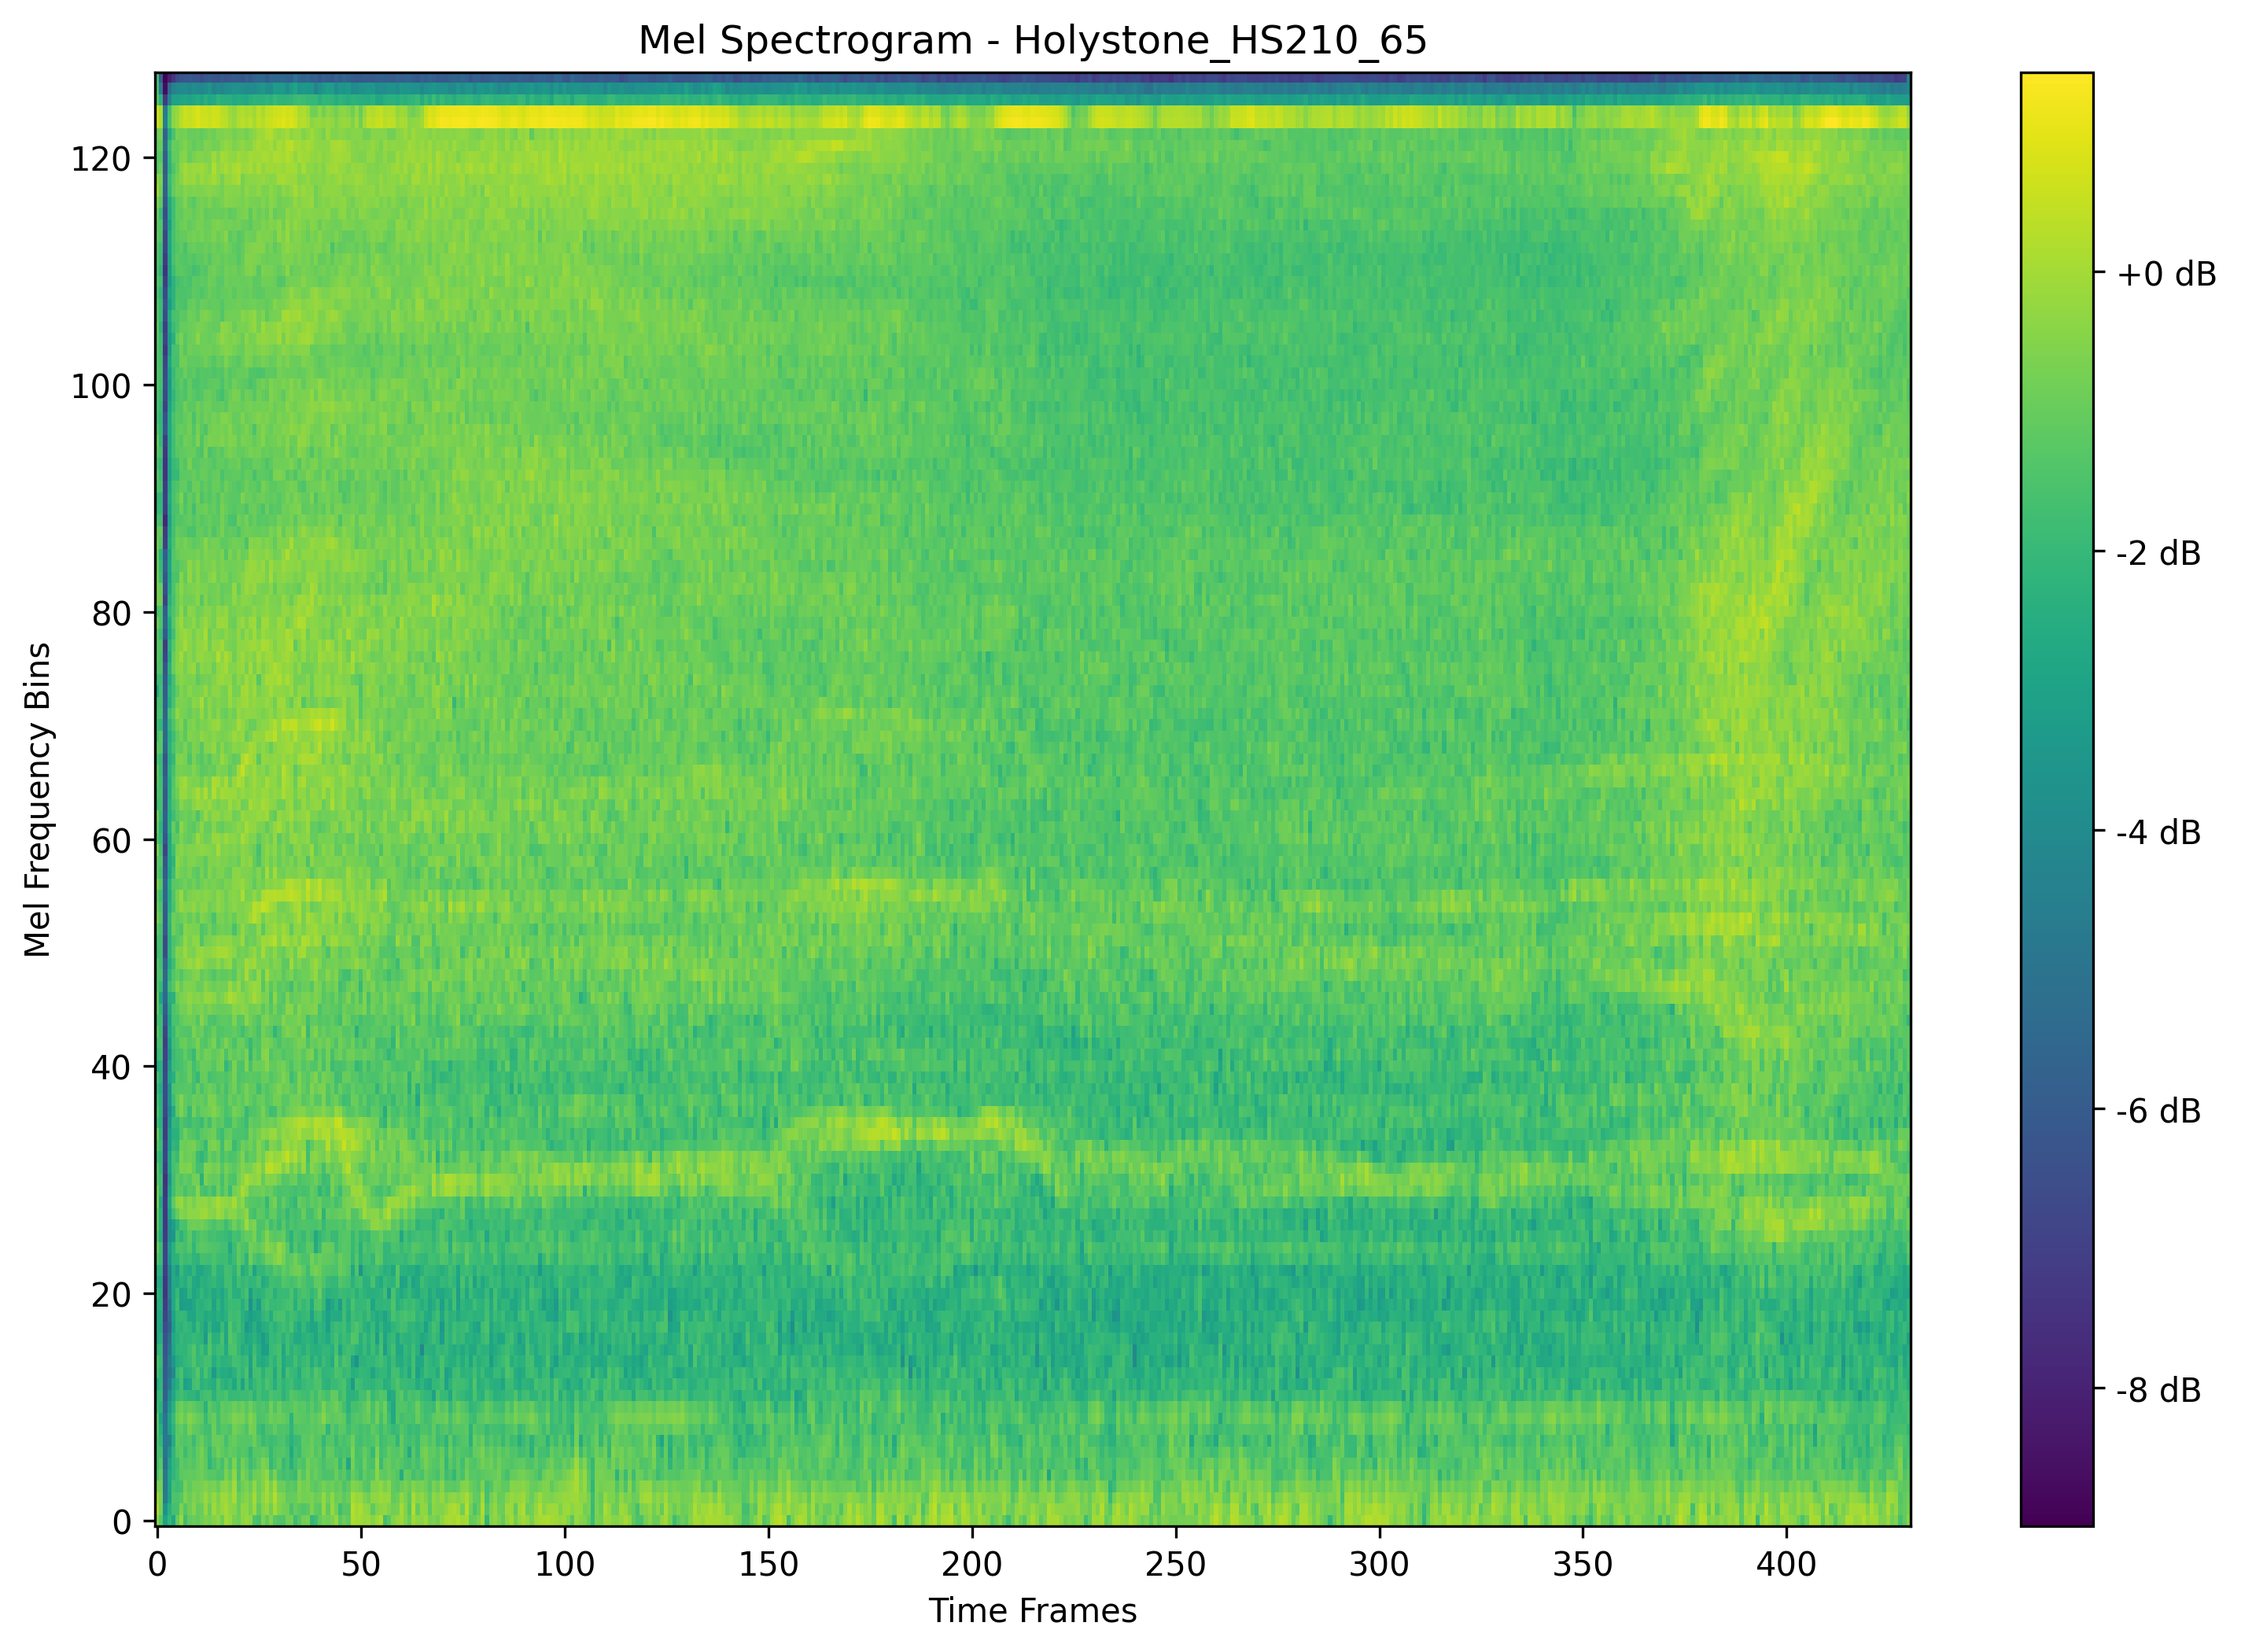 Mel Spectrogram - Holystone_HS210_65
Mel Frequency Bins
120
100
80
60
40
20
0
0 50 100 150 200 250 300 350 400
Time Frames
+0 dB
-2 dB
-4 dB
-6 dB
-8 dB